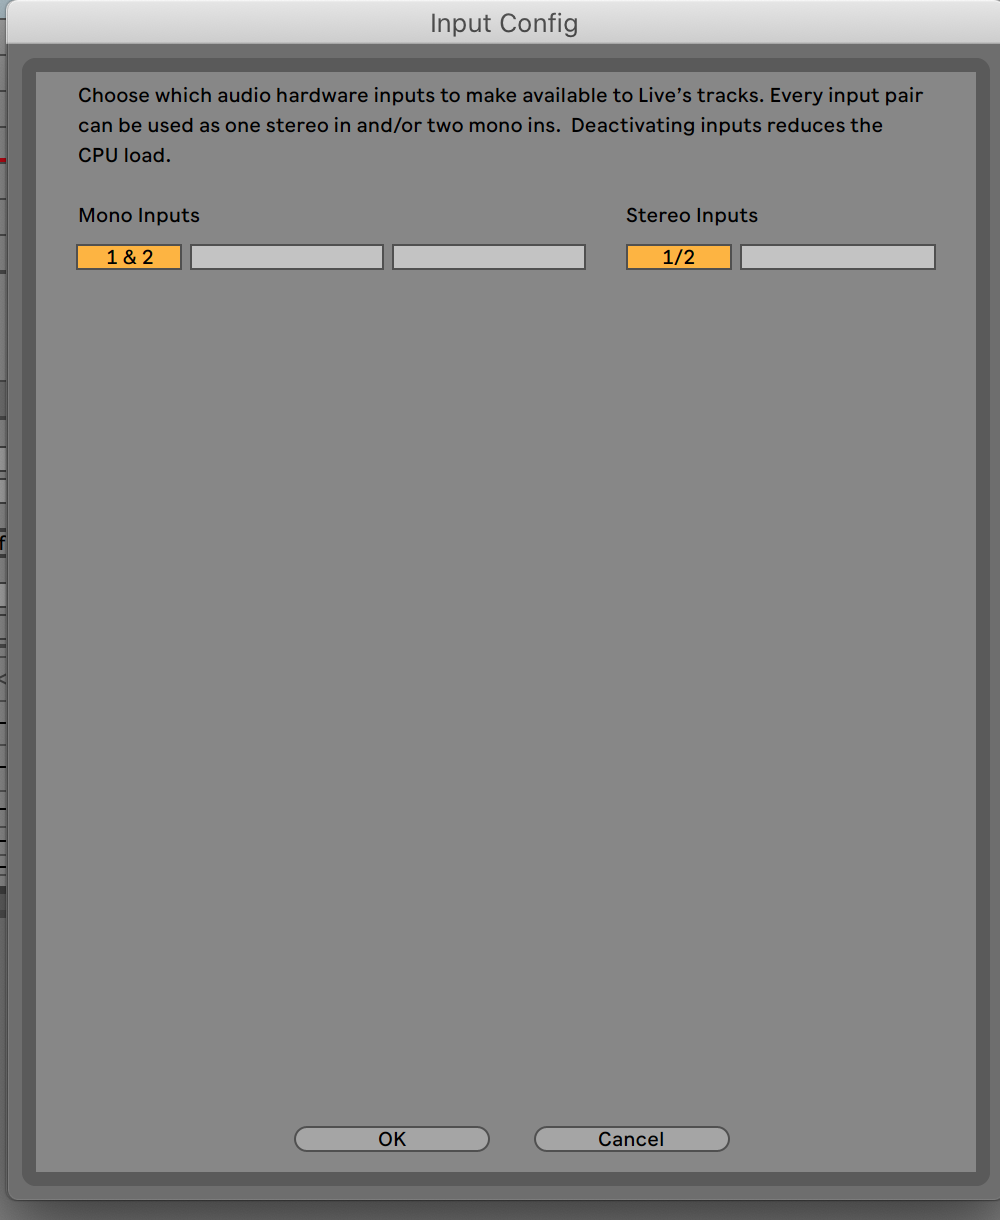 Input Config
Choose which audio hardware inputs to make available to Live’s tracks. Every input pair
can be used as one stereo in and/or two mono ins.  Deactivating inputs reduces the
CPU load.
Mono Inputs
Stereo Inputs
1 & 2
1/2
OK
Cancel